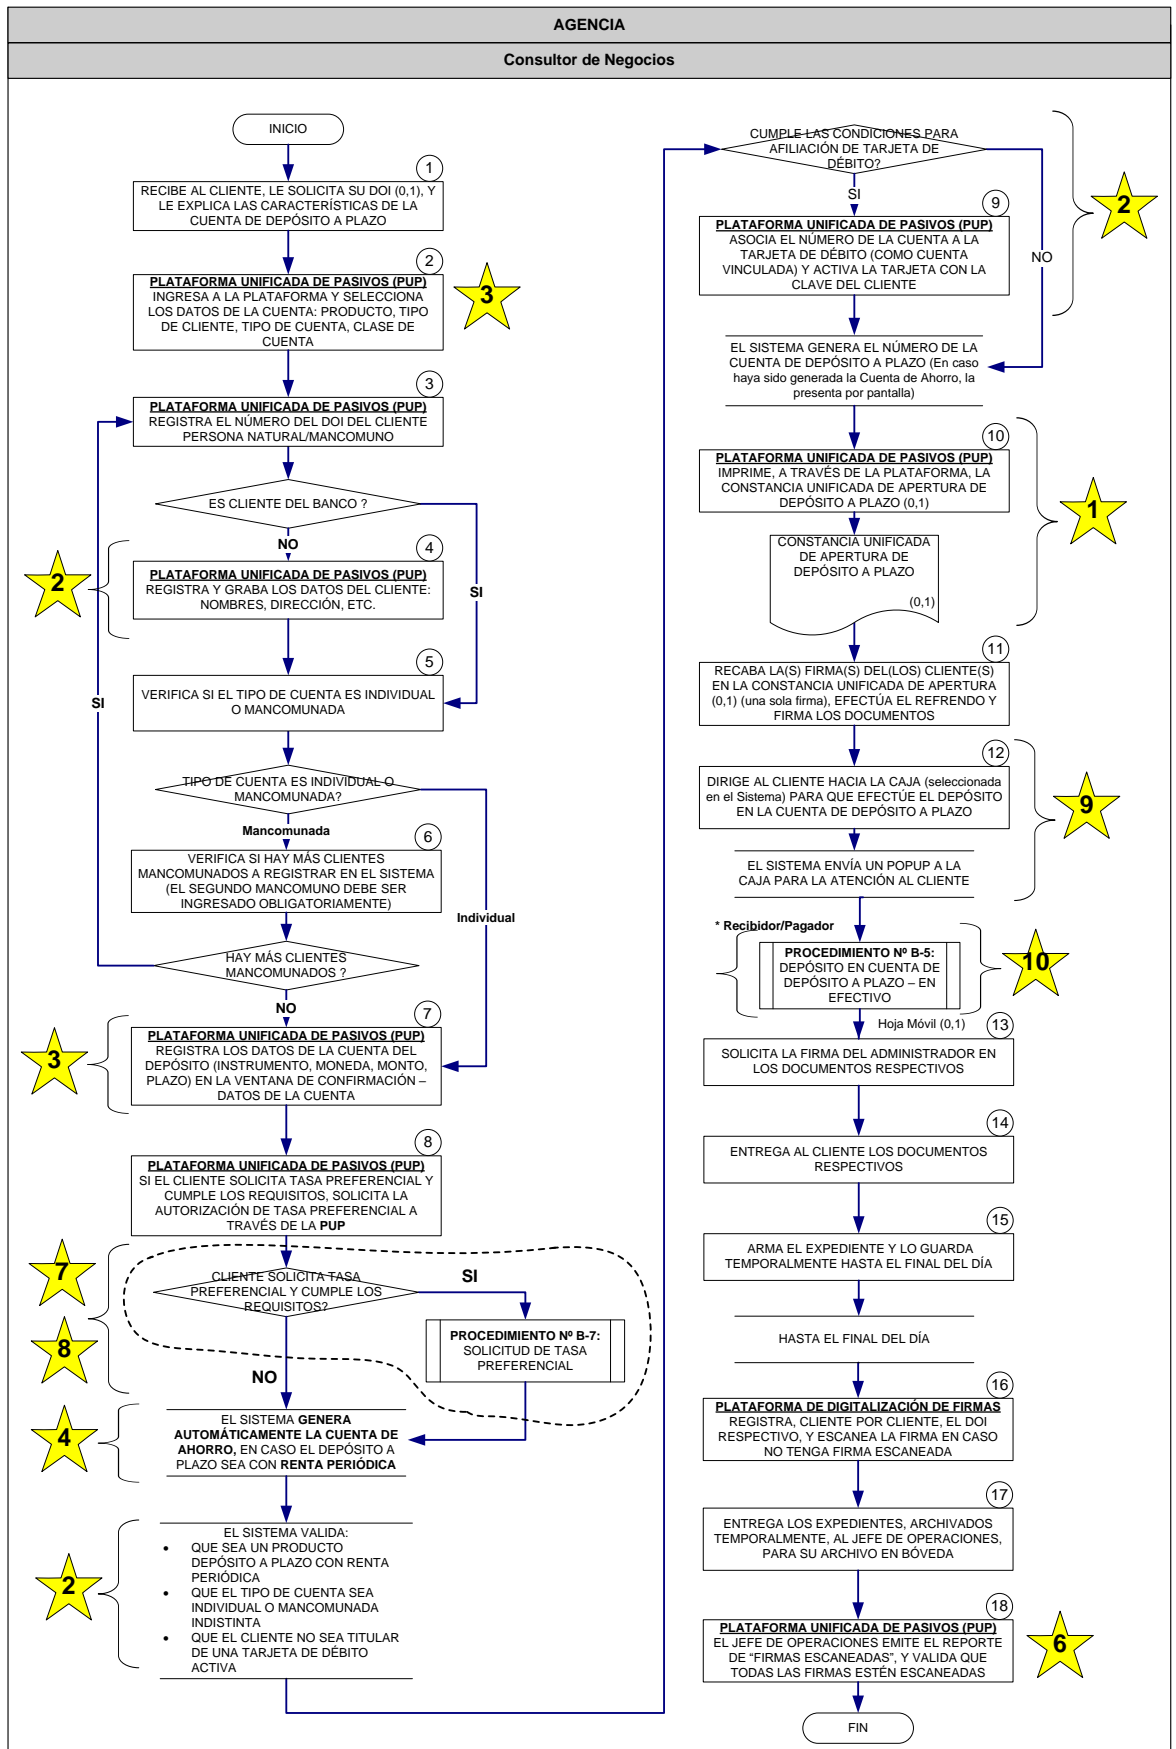 AGENCIA
Consultor de Negocios
INICIO
1
RECIBE AL CLIENTE, LE SOLICITA SU DOI (0,1), Y
LE EXPLICA LAS CARACTERÍSTICAS DE LA
CUENTA DE DEPÓSITO A PLAZO
2
PLATAFORMA UNIFICADA DE PASIVOS (PUP)
INGRESA A LA PLATAFORMA Y SELECCIONA
LOS DATOS DE LA CUENTA: PRODUCTO, TIPO
DE CLIENTE, TIPO DE CUENTA, CLASE DE
CUENTA
3
3
PLATAFORMA UNIFICADA DE PASIVOS (PUP)
REGISTRA EL NÚMERO DEL DOI DEL CLIENTE
PERSONA NATURAL/MANCOMUNO
ES CLIENTE DEL BANCO ?
NO
SI
2
4
PLATAFORMA UNIFICADA DE PASIVOS (PUP)
REGISTRA Y GRABA LOS DATOS DEL CLIENTE:
NOMBRES, DIRECCIÓN, ETC.
5
VERIFICA SI EL TIPO DE CUENTA ES INDIVIDUAL
O MANCOMUNADA
SI
TIPO DE CUENTA ES INDIVIDUAL O
MANCOMUNADA?
Mancomunada
Individual
6
VERIFICA SI HAY MÁS CLIENTES
MANCOMUNADOS A REGISTRAR EN EL SISTEMA
(EL SEGUNDO MANCOMUNO DEBE SER
INGRESADO OBLIGATORIAMENTE)
HAY MÁS CLIENTES
MANCOMUNADOS ?
NO
3
7
PLATAFORMA UNIFICADA DE PASIVOS (PUP)
REGISTRA LOS DATOS DE LA CUENTA DEL
DEPÓSITO (INSTRUMENTO, MONEDA, MONTO,
PLAZO) EN LA VENTANA DE CONFIRMACIÓN –
DATOS DE LA CUENTA
8
PLATAFORMA UNIFICADA DE PASIVOS (PUP)
SI EL CLIENTE SOLICITA TASA PREFERENCIAL Y
CUMPLE LOS REQUISITOS, SOLICITA LA
AUTORIZACIÓN DE TASA PREFERENCIAL A
TRAVÉS DE LA PUP
7
8
CLIENTE SOLICITA TASA
PREFERENCIAL Y CUMPLE LOS
REQUISITOS?
SI
NO
PROCEDIMIENTO Nº B-7:
SOLICITUD DE TASA
PREFERENCIAL
4
EL SISTEMA GENERA
AUTOMÁTICAMENTE LA CUENTA DE
AHORRO, EN CASO EL DEPÓSITO A
PLAZO SEA CON RENTA PERIÓDICA
2
EL SISTEMA VALIDA:
• QUE SEA UN PRODUCTO
DEPÓSITO A PLAZO CON RENTA
PERIÓDICA
• QUE EL TIPO DE CUENTA SEA
INDIVIDUAL O MANCOMUNADA
INDISTINTA
• QUE EL CLIENTE NO SEA TITULAR
DE UNA TARJETA DE DÉBITO
ACTIVA
CUMPLE LAS CONDICIONES PARA
AFILIACIÓN DE TARJETA DE
DÉBITO?
SI
NO
2
9
PLATAFORMA UNIFICADA DE PASIVOS (PUP)
ASOCIA EL NÚMERO DE LA CUENTA A LA
TARJETA DE DÉBITO (COMO CUENTA
VINCULADA) Y ACTIVA LA TARJETA CON LA
CLAVE DEL CLIENTE
EL SISTEMA GENERA EL NÚMERO DE LA
CUENTA DE DEPÓSITO A PLAZO (En caso
haya sido generada la Cuenta de Ahorro, la
presenta por pantalla)
10
PLATAFORMA UNIFICADA DE PASIVOS (PUP)
IMPRIME, A TRAVÉS DE LA PLATAFORMA, LA
CONSTANCIA UNIFICADA DE APERTURA DE
DEPÓSITO A PLAZO (0,1)
1
CONSTANCIA UNIFICADA
DE APERTURA DE
DEPÓSITO A PLAZO
(0,1)
11
RECABA LA(S) FIRMA(S) DEL(LOS) CLIENTE(S)
EN LA CONSTANCIA UNIFICADA DE APERTURA
(0,1) (una sola firma), EFECTÚA EL REFRENDO Y
FIRMA LOS DOCUMENTOS
12
DIRIGE AL CLIENTE HACIA LA CAJA (seleccionada
en el Sistema) PARA QUE EFECTÚE EL DEPÓSITO
EN LA CUENTA DE DEPÓSITO A PLAZO
9
EL SISTEMA ENVÍA UN POPUP A LA
CAJA PARA LA ATENCIÓN AL CLIENTE
* Recibidor/Pagador
PROCEDIMIENTO Nº B-5:
DEPÓSITO EN CUENTA DE
DEPÓSITO A PLAZO – EN
EFECTIVO
10
Hoja Móvil (0,1)
13
SOLICITA LA FIRMA DEL ADMINISTRADOR EN
LOS DOCUMENTOS RESPECTIVOS
14
ENTREGA AL CLIENTE LOS DOCUMENTOS
RESPECTIVOS
15
ARMA EL EXPEDIENTE Y LO GUARDA
TEMPORALMENTE HASTA EL FINAL DEL DÍA
HASTA EL FINAL DEL DÍA
16
PLATAFORMA DE DIGITALIZACIÓN DE FIRMAS
REGISTRA, CLIENTE POR CLIENTE, EL DOI
RESPECTIVO, Y ESCANEA LA FIRMA EN CASO
NO TENGA FIRMA ESCANEADA
17
ENTREGA LOS EXPEDIENTES, ARCHIVADOS
TEMPORALMENTE, AL JEFE DE OPERACIONES,
PARA SU ARCHIVO EN BÓVEDA
18
PLATAFORMA UNIFICADA DE PASIVOS (PUP)
EL JEFE DE OPERACIONES EMITE EL REPORTE
DE “FIRMAS ESCANEADAS”, Y VALIDA QUE
TODAS LAS FIRMAS ESTÉN ESCANEADAS
6
FIN